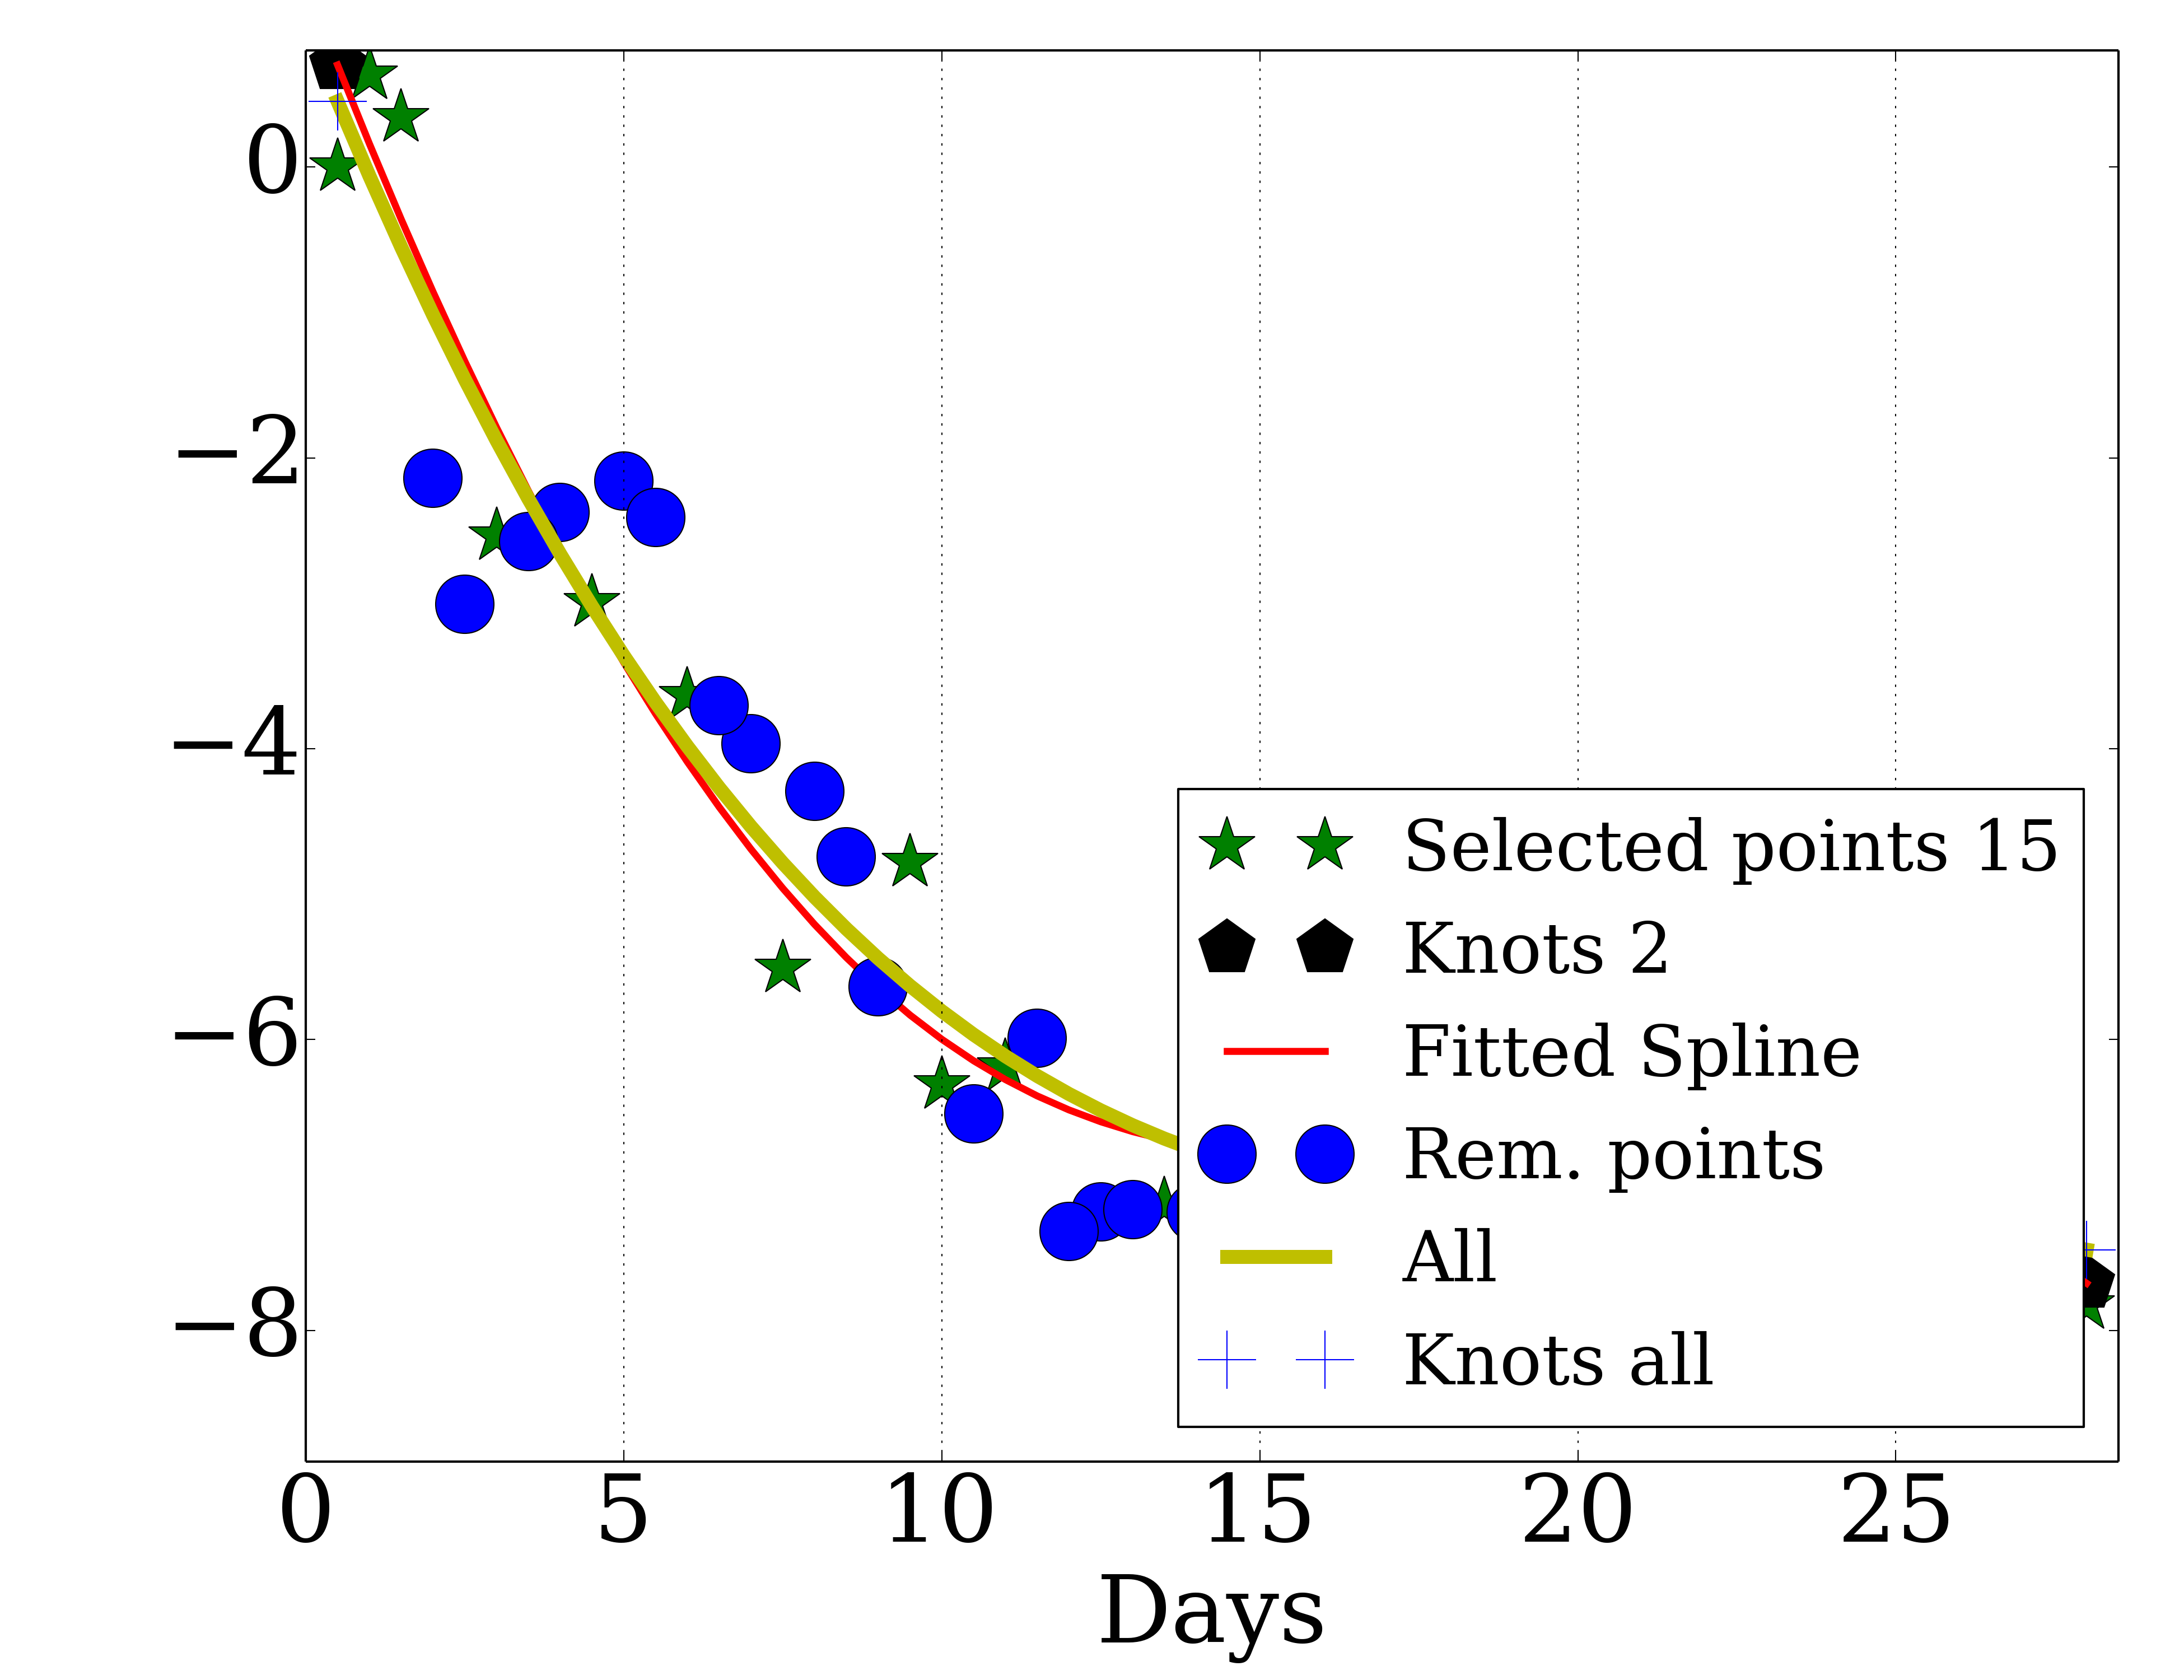 0
−2
−4
−6
−8
Selected points 15
Knots 2
Fitted Spline
Rem. points
All
Knots all
0 5 10 15 20 25
Days